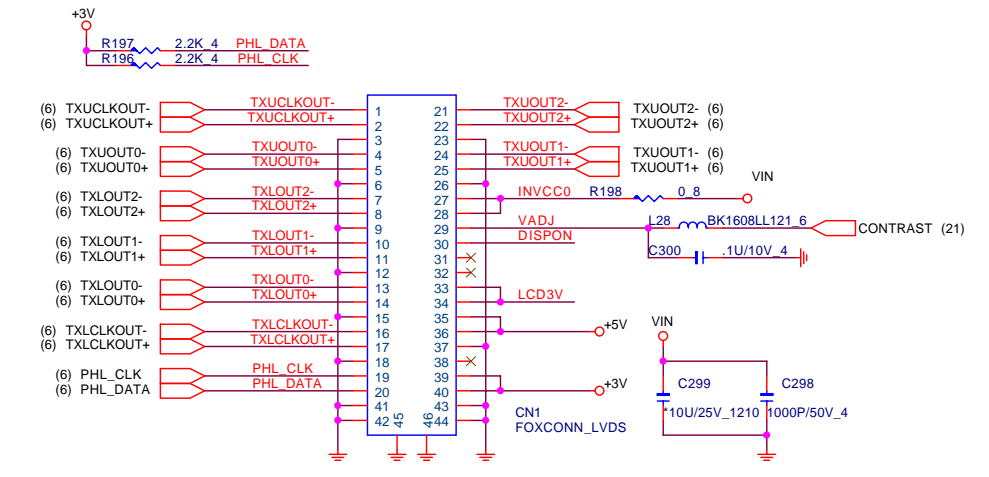 +3V
R197 2.2K_4 PHL_DATA
R196 2.2K_4 PHL_CLK
(6) TXUCLKOUT- TXUCLKOUT- 1 21 TXUOUT2- TXUOUT2- (6)
(6) TXUCLKOUT+ TXUCLKOUT+ 2 22 TXUOUT2+ TXUOUT2+ (6)
3 23
(6) TXUOUT0- TXUOUT0- 4 24 TXUOUT1- TXUOUT1- (6)
(6) TXUOUT0+ TXUOUT0+ 5 25 TXUOUT1+ TXUOUT1+ (6)
6 26 VIN
(6) TXLOUT2- TXLOUT2- 7 27 INVCC0 R198 0_8
(6) TXLOUT2+ TXLOUT2+ 8 28
9 29 VADJ L28 BK1608LL121_6 CONTRAST (21)
(6) TXLOUT1- TXLOUT1- 10 30 DISPON
(6) TXLOUT1+ TXLOUT1+ 11 31 C300 .1U/10V_4
12 32
(6) TXLOUT0- TXLOUT0- 13 33
(6) TXLOUT0+ TXLOUT0+ 14 34 LCD3V
15 35
(6) TXLCLKOUT- TXLCLKOUT- 16 36 +5V VIN
(6) TXLCLKOUT+ TXLCLKOUT+ 17 37
18 38
(6) PHL_CLK PHL_CLK 19 39
(6) PHL_DATA PHL_DATA 20 40 +3V C299 C298
41 43 CN1 *10U/25V_1210 1000P/50V_4
42 45 46 44 FOXCONN_LVDS